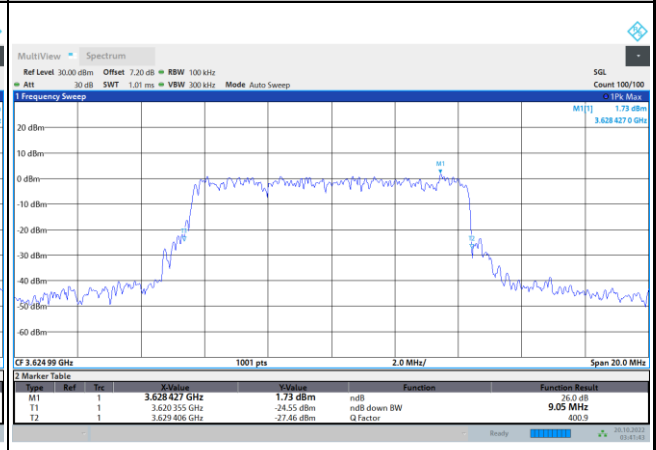 MultiView Spectrum
Ref Level 30.00 dBm Offset 7.20 dB RBW 100 kHz SGL
Att 30 dB SWT 1.01 ms VBW 300 kHz Mode Auto Sweep Count 100/100
1 Frequency Sweep 1Pk Max
M1[1] 1.73 dBm
3.628 427 0 GHz
20 dBm
10 dBm
M1
0 dBm
-10 dBm
-20 dBm
T2
-30 dBm
-40 dBm
-50 dBm
-60 dBm
CF 3.624 99 GHz 1001 pts 2.0 MHz/ Span 20.0 MHz
2 Marker Table
Type Ref Trc X-Value Y-Value Function Function Result
M1 1 3.628 427 GHz 1.73 dBm ndB 26.0 dB
T1 1 3.620 355 GHz -24.55 dBm ndB down BW 9.05 MHz
T2 1 3.629 406 GHz -27.46 dBm Q Factor 400.9
Ready 26.10.2022
03:41:43